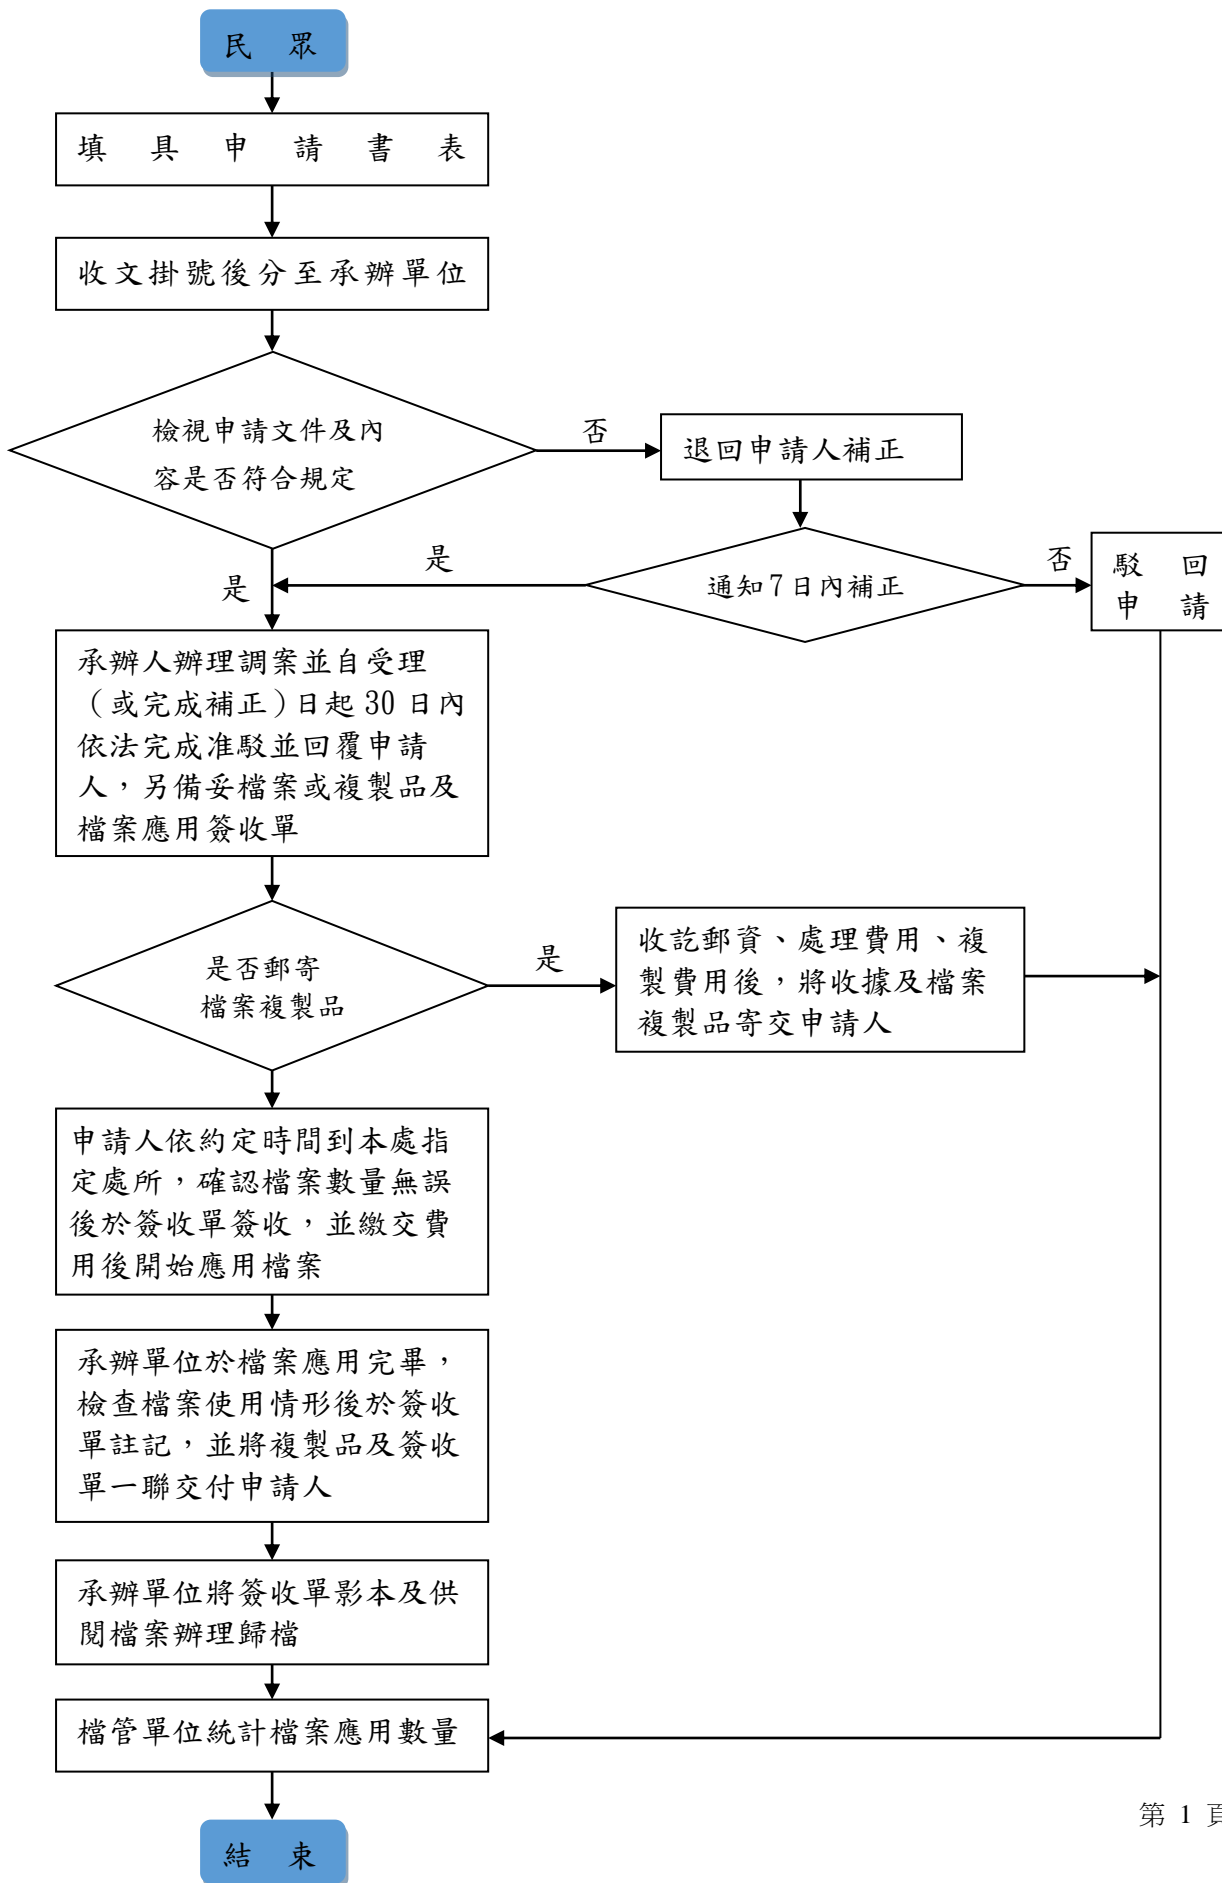 民 眾
填 具 申 請 書 表
收文掛號後分至承辦單位
檢視申請文件及內
容是否符合規定
否
退回申請人補正
通知7日內補正
否
駁 回
申 請
是
是
承辦人辦理調案並自受理
（或完成補正）日起 30 日內
依法完成准駁並回覆申請
人，另備妥檔案或複製品及
檔案應用簽收單
是否郵寄
檔案複製品
是
收訖郵資、處理費用、複
製費用後，將收據及檔案
複製品寄交申請人
申請人依約定時間到本處指
定處所，確認檔案數量無誤
後於簽收單簽收，並繳交費
用後開始應用檔案
承辦單位於檔案應用完畢，
檢查檔案使用情形後於簽收
單註記，並將複製品及簽收
單一聯交付申請人
承辦單位將簽收單影本及供
閱檔案辦理歸檔
檔管單位統計檔案應用數量
結 束
第 1 頁